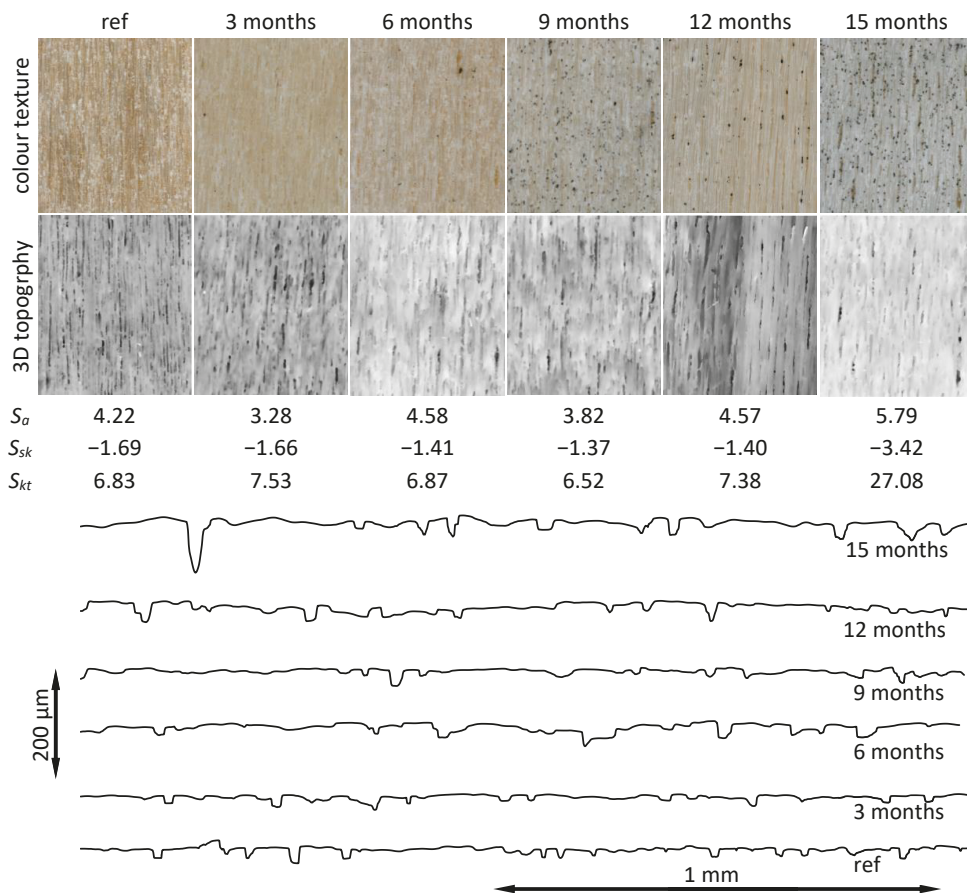 ref 3 months 6 months 9 months 12 months 15 months
colour texture
3D topogrphy
Sa 4.22 3.28 4.58 3.82 4.57 5.79
Ssk −1.69 −1.66 −1.41 −1.37 −1.40 −3.42
Skt 6.83 7.53 6.87 6.52 7.38 27.08
15 months
12 months
9 months
200 µm
6 months
3 months
ref
1 mm